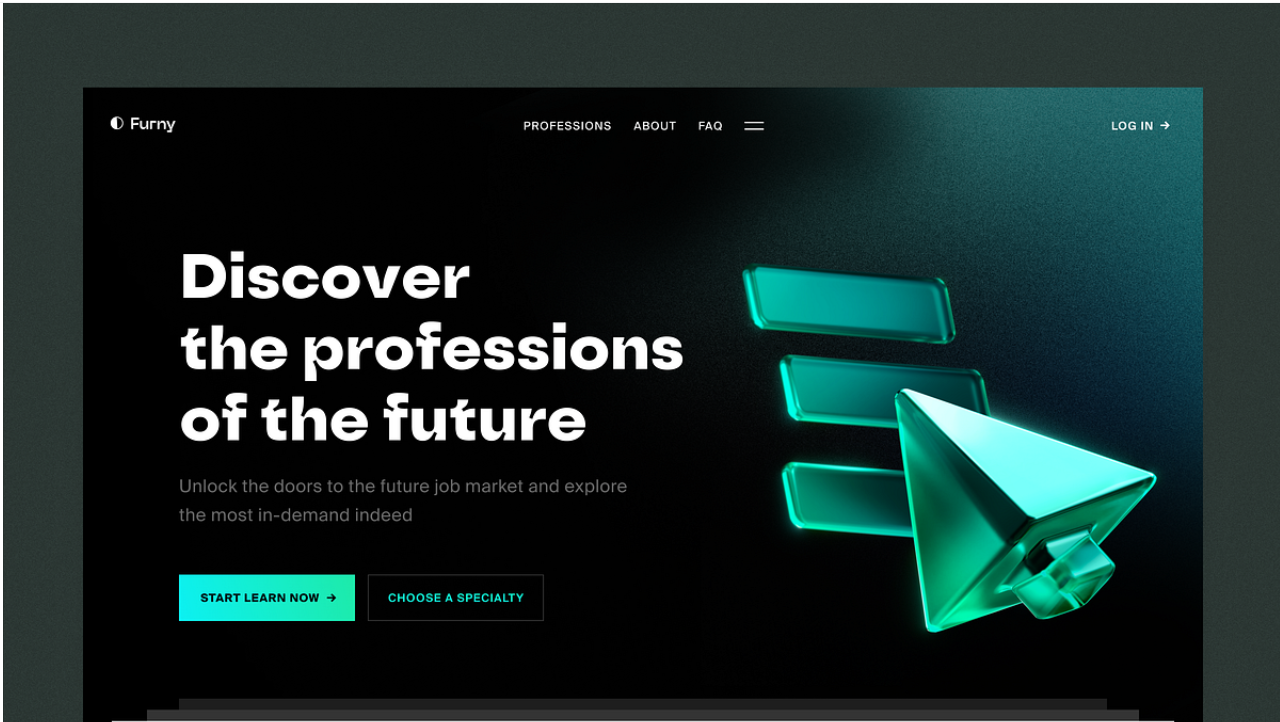 Furny
PROFESSIONS ABOUT FAQ
LOG IN →
Discover
the professions
of the future
Unlock the doors to the future job market and explore
the most in-demand indeed
START LEARN NOW →
CHOOSE A SPECIALTY